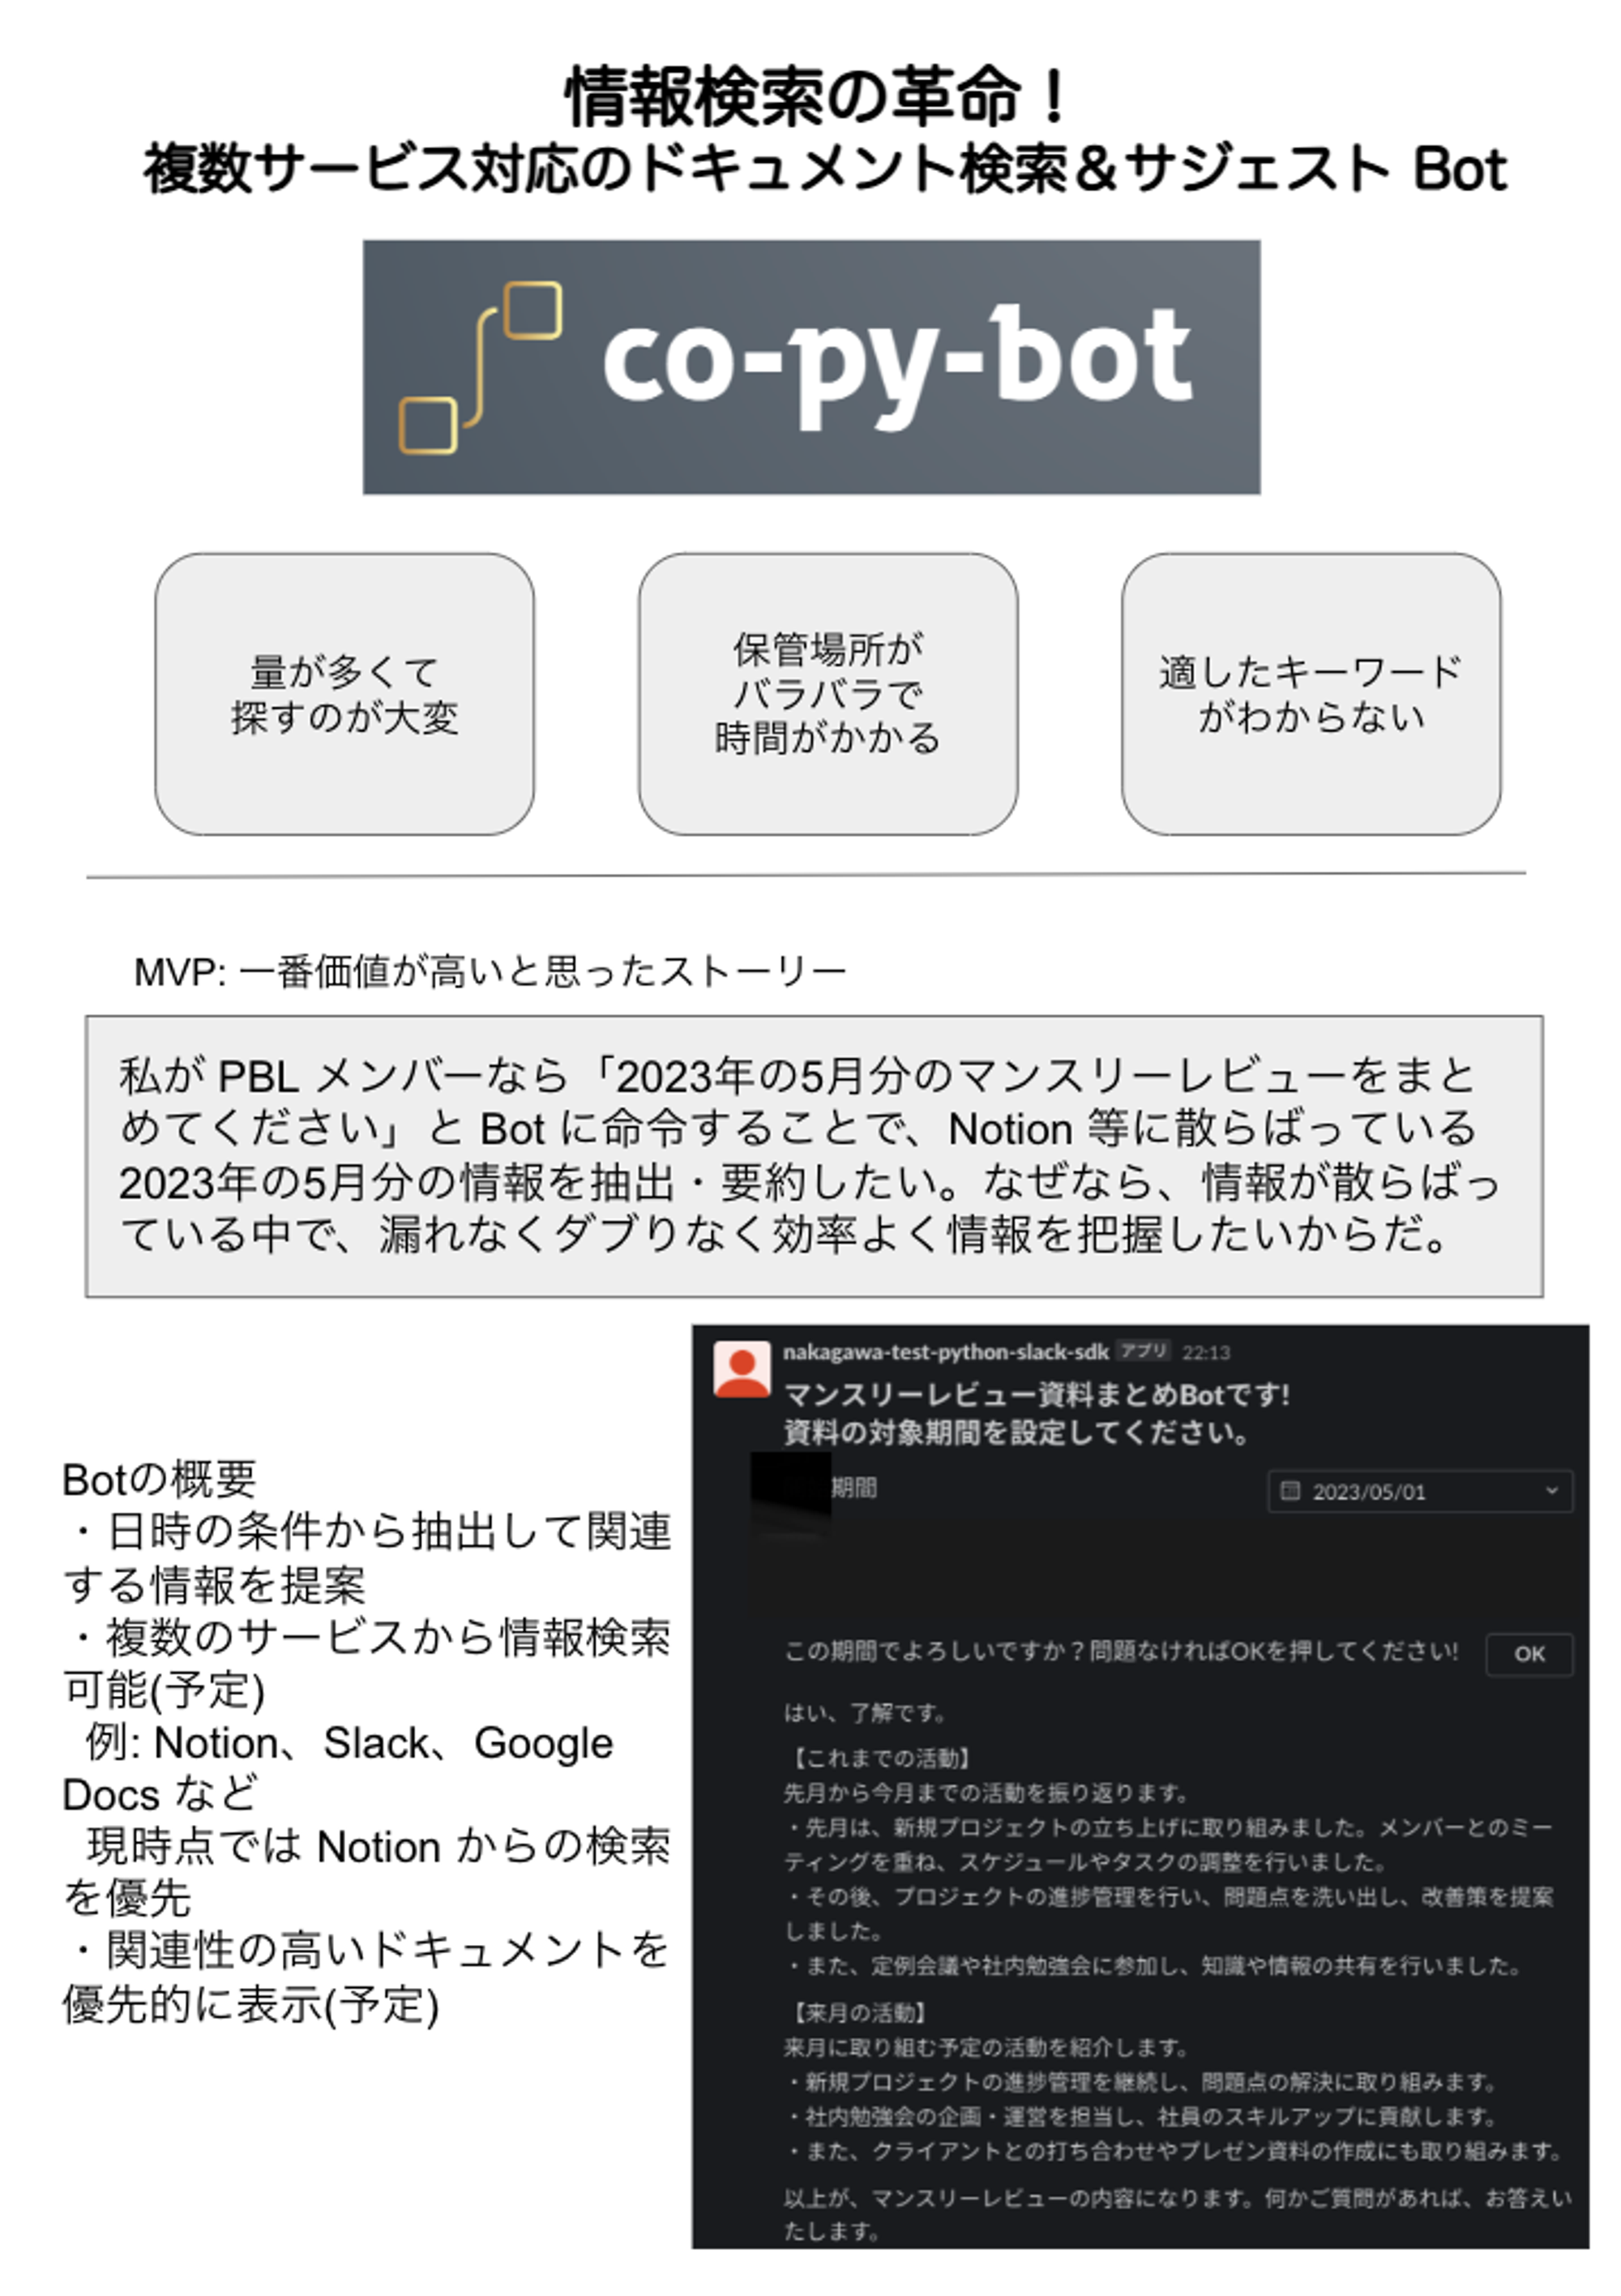 情報検索の革命！
複数サービス対応のドキュメント検索＆サジェスト Bot
co-py-bot
量が多くて
探すのが大変
保管場所が
バラバラで
時間がかかる
適したキーワード
がわからない
MVP: 一番価値が高いと思ったストーリー
私が PBL メンバーなら「2023年の5月分のマンスリーレビューをまと
めてください」と Bot に命令することで、Notion 等に散らばっている
2023年の5月分の情報を抽出・要約したい。なぜなら、情報が散らばっ
ている中で、漏れなくダブりなく効率よく情報を把握したいからだ。
Botの概要
・日時の条件から抽出して関連
する情報を提案
・複数のサービスから情報検索
可能(予定)
例: Notion、Slack、Google
Docs など
現時点では Notion からの検索
を優先
・関連性の高いドキュメントを
優先的に表示(予定)
nakagawa-test-python-slack-sdk アプリ 22:13
マンスリーレビュー資料まとめBotです!
資料の対象期間を設定してください。
期間
2023/05/01
この期間でよろしいですか？問題なければOKを押してください!
OK
はい、了解です。
【これまでの活動】
先月から今月までの活動を振り返ります。
・先月は、新規プロジェクトの立ち上げに取り組みました。メンバーとのミー
ティングを重ね、スケジュールやタスクの調整を行いました。
・その後、プロジェクトの進捗管理を行い、問題点を洗い出し、改善策を提案
しました。
・また、定例会議や社内勉強会に参加し、知識や情報の共有を行いました。
【来月の活動】
来月に取り組む予定の活動を紹介します。
・新規プロジェクトの進捗管理を継続し、問題点の解決に取り組みます。
・社内勉強会の企画・運営を担当し、社員のスキルアップに貢献します。
・また、クライアントとの打ち合わせやプレゼン資料の作成にも取り組みます。
以上が、マンスリーレビューの内容になります。何かご質問があれば、お答えい
たします。